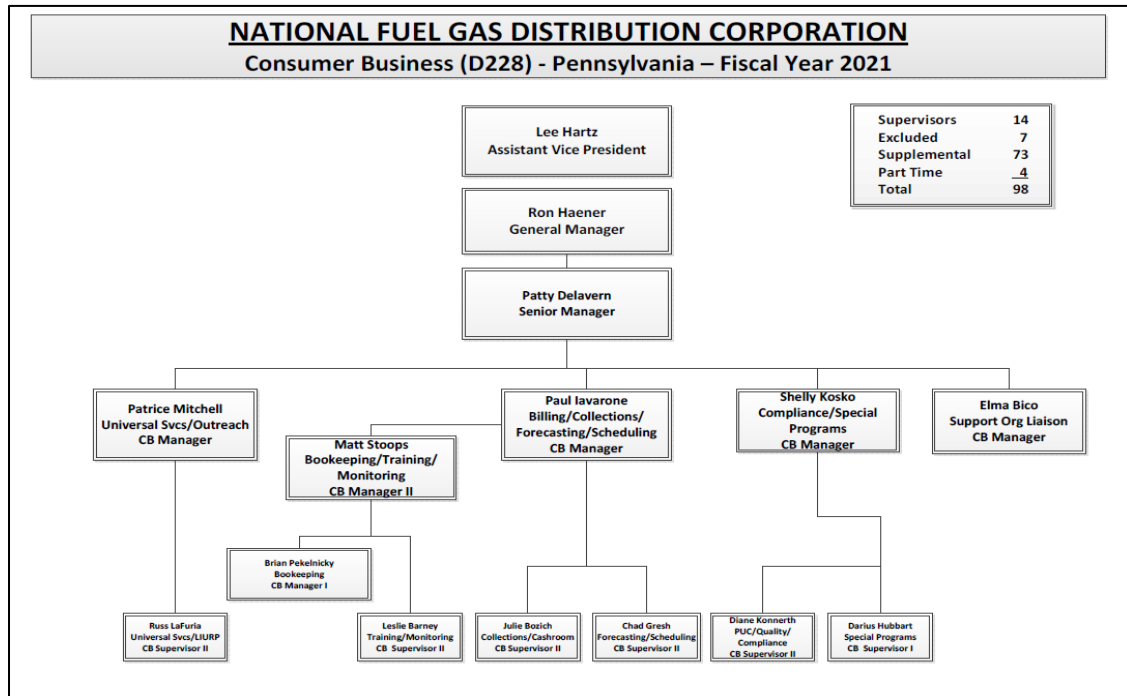 NATIONAL FUEL GAS DISTRIBUTION CORPORATION
Consumer Business (D228) - Pennsylvania – Fiscal Year 2021
Lee Hartz
Assistant Vice President
Supervisors 14
Excluded 7
Supplemental 73
Part Time 4
Total 98
Ron Haener
General Manager
Patty Delavern
Senior Manager
Patrice Mitchell
Universal Svcs/Outreach
CB Manager
Matt Stoops
Bookeeping/Training/
Monitoring
CB Manager II
Paul Iavarone
Billing/Collections/
Forecasting/Scheduling
CB Manager
Shelly Kosko
Compliance/Special
Programs
CB Manager
Elma Bico
Support Org Liaison
CB Manager
Brian Pekelnicky
Bookeeping
CB Manager I
Russ LaFuria
Universal Svcs/LIURP
CB Supervisor II
Leslie Barney
Training/Monitoring
CB Supervisor II
Julie Bozich
Collections/Cashroom
CB Supervisor II
Chad Gresh
Forecasting/Scheduling
CB Supervisor II
Diane Konnerth
PUC/Quality/
Compliance
CB Supervisor II
Darius Hubbart
Special Programs
CB Supervisor I